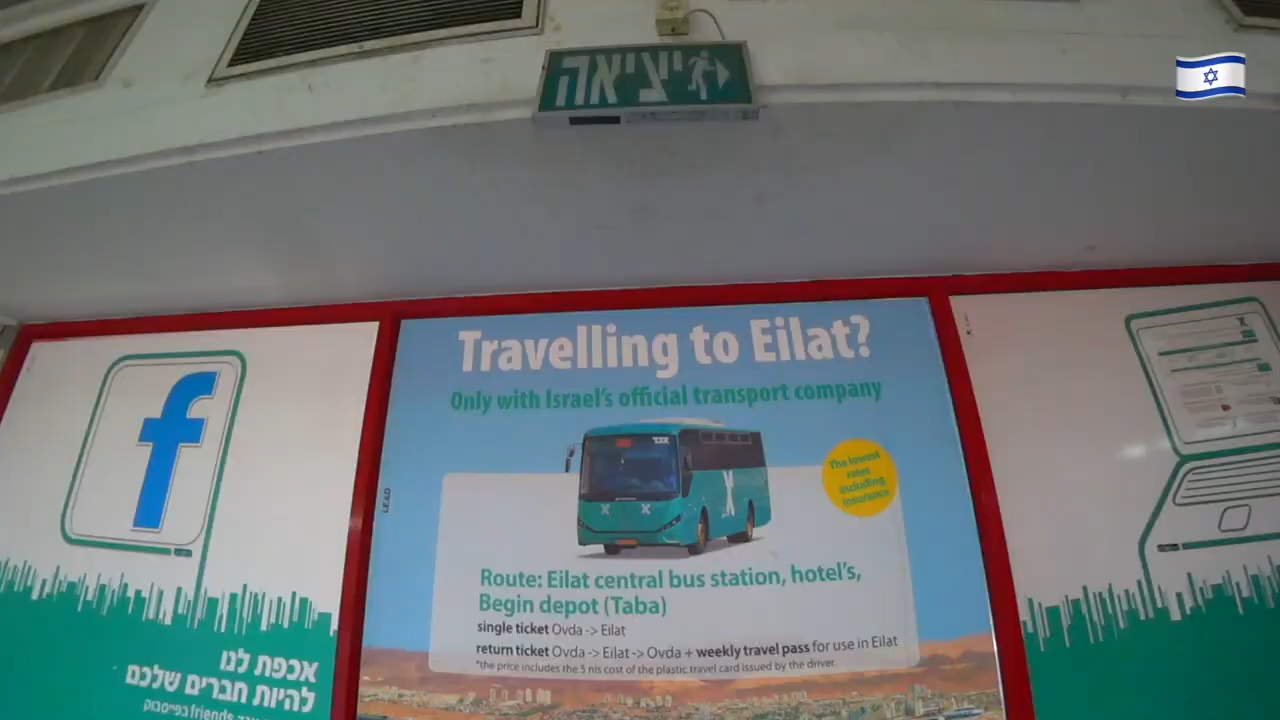 יציאה
Travelling to Eilat?
Only with Israel's official transport company
The lowest
rates
including
insurance
LEAD
Route: Eilat central bus station, hotel's,
Begin depot (Taba)
single ticket Ovda -> Eilat
return ticket Ovda -> Eilat -> Ovda + weekly travel pass for use in Eilat
*the price includes the 5 nis cost of the plastic travel card issued by the driver.
f
אכפת לנו
להיות חברים שלכם
friends בפייסבוק